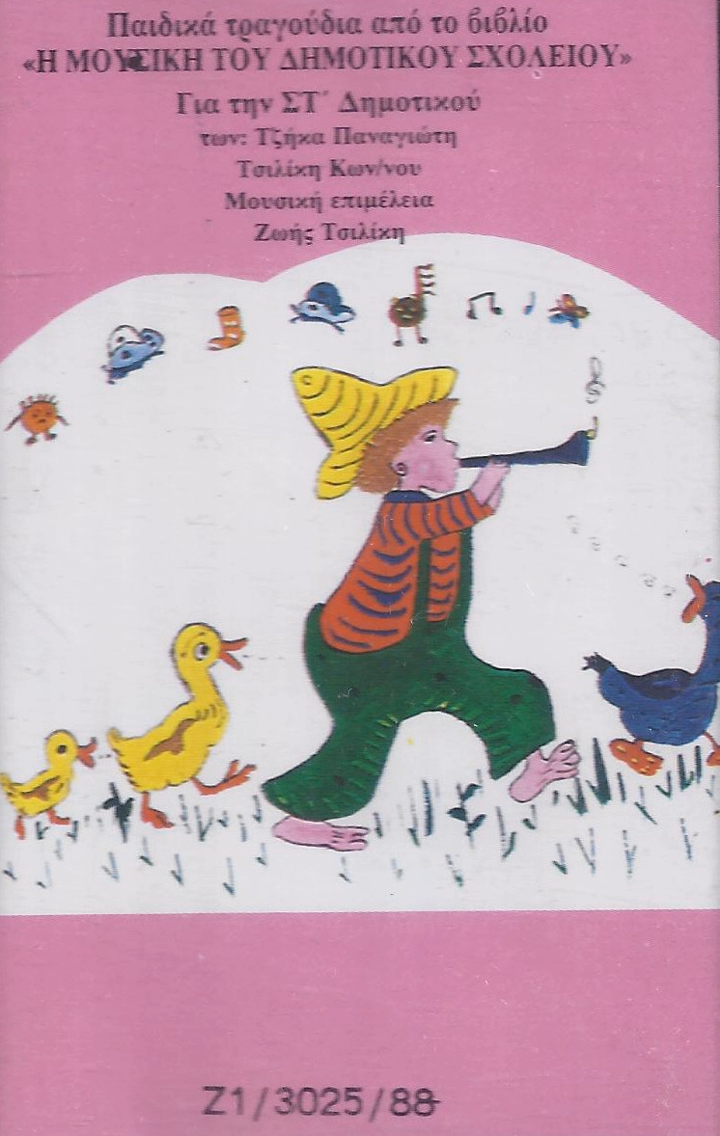 Παιδικά τραγούδια από το βιβλίο
«Η ΜΟΥΣΙΚΗ ΤΟΥ ΔΗΜΟΤΙΚΟΥ ΣΧΟΛΕΙΟΥ»
Για την ΣΤ΄ Δημοτικού
των: Τζήκα Παναγιώτη
Τσιλίκη Κων/νου
Μουσική επιμέλεια
Ζωής Τσιλίκη
Z1/3025/88